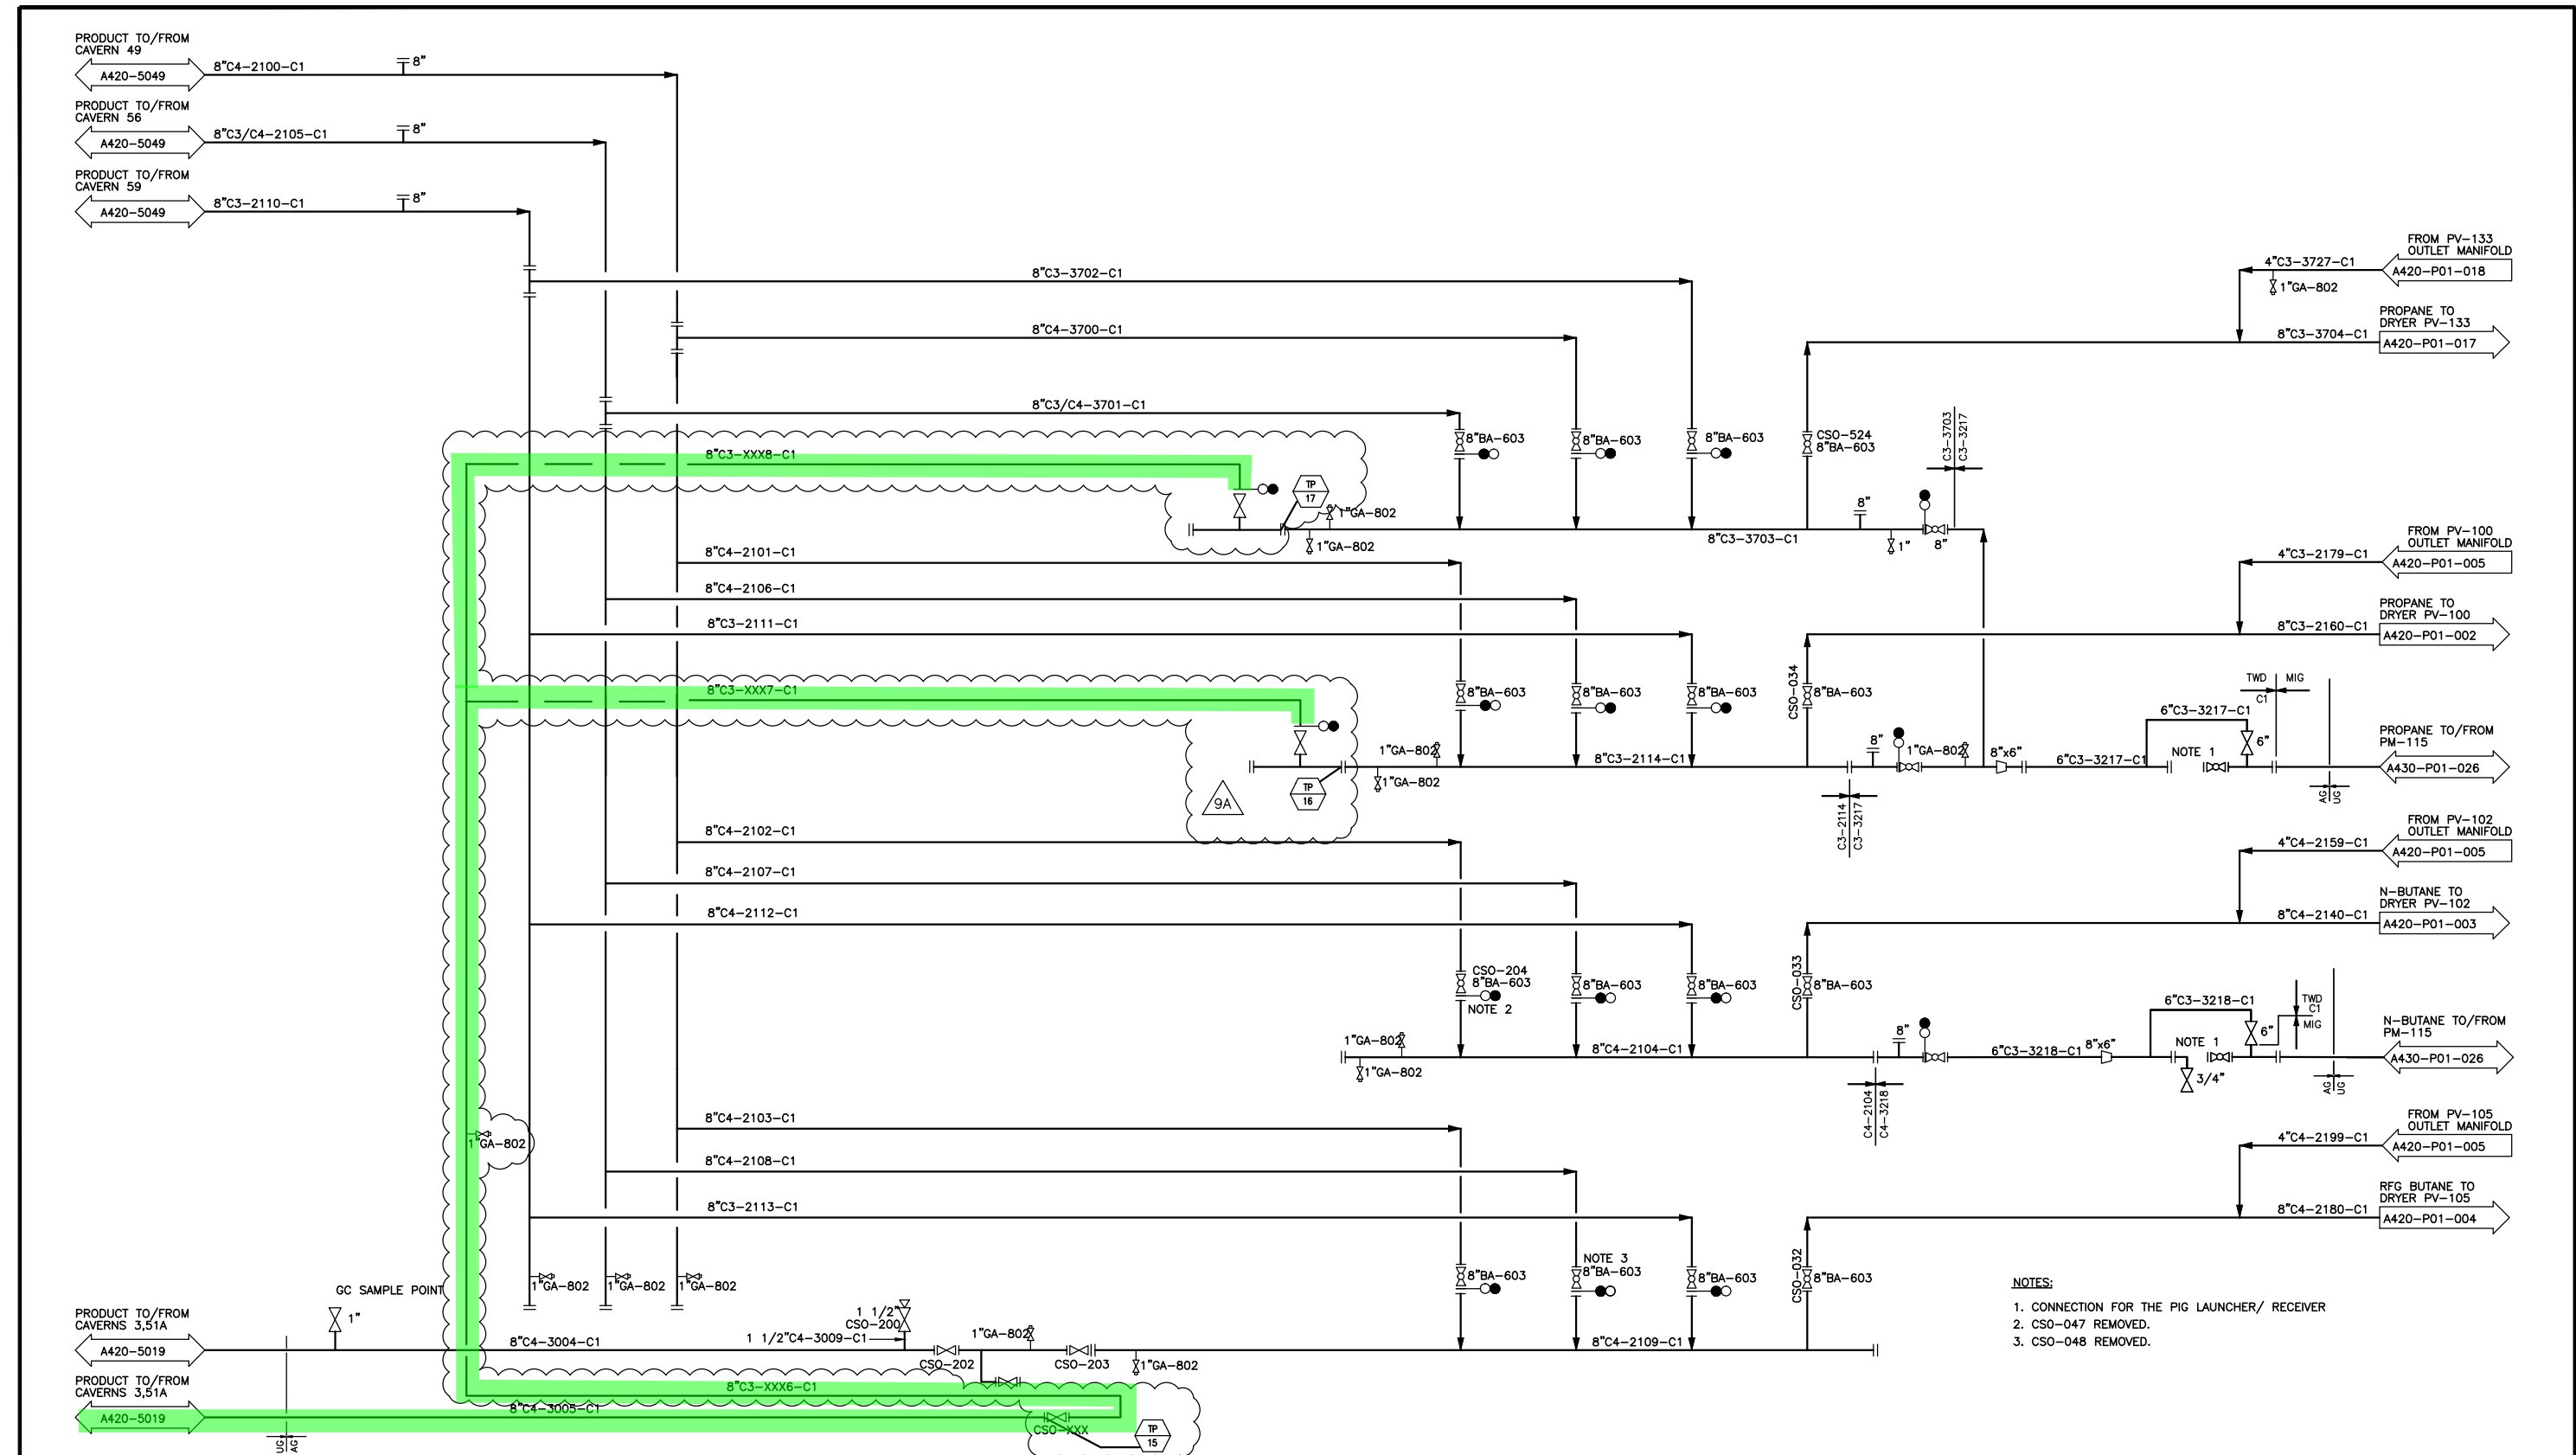 PRODUCT TO/FROM
CAVERN 49
A420-5049
8"C4-2100-C1
8"
PRODUCT TO/FROM
CAVERN 56
A420-5049
8"C3/C4-2105-C1
8"
PRODUCT TO/FROM
CAVERN 59
A420-5049
8"C3-2110-C1
8"
FROM PV-133
OUTLET MANIFOLD
4"C3-3727-C1
A420-P01-018
1"GA-802
8"C3-3702-C1
PROPANE TO
DRYER PV-133
8"C3-3704-C1
A420-P01-017
8"C4-3700-C1
8"C3/C4-3701-C1
8"BA-603
8"BA-603
8"BA-603
CSO-524
8"BA-603
C3-3703
C3-3217
8"C3-XXX8-C1
TP
17
1"GA-802
1"GA-802
8"
8"C3-3703-C1
1"
8"
8"C4-2101-C1
FROM PV-100
OUTLET MANIFOLD
4"C3-2179-C1
A420-P01-005
8"C4-2106-C1
8"C3-2111-C1
PROPANE TO
DRYER PV-100
8"C3-2160-C1
A420-P01-002
8"C3-XXX7-C1
8"BA-603
8"BA-603
8"BA-603
CSO-034
8"BA-603
TWD
MIG
C1
6"C3-3217-C1
6"
1"GA-802
1"GA-802
8"C3-2114-C1
8"
1"GA-802
8"x6"
6"C3-3217-C1
NOTE 1
PROPANE TO/FROM
PM-115
A430-P01-026
AG
UG
9A
TP
16
C3-2114
C3-3217
8"C4-2102-C1
FROM PV-102
OUTLET MANIFOLD
4"C4-2159-C1
A420-P01-005
8"C4-2107-C1
8"C4-2112-C1
N-BUTANE TO
DRYER PV-102
8"C4-2140-C1
A420-P01-003
CSO-204
8"BA-603
NOTE 2
8"BA-603
8"BA-603
CSO-033
8"BA-603
6"C3-3218-C1
6"
TWD
C1
MIG
1"GA-802
1"GA-802
8"C4-2104-C1
8"
6"C3-3218-C1
8"x6"
NOTE 1
3/4"
N-BUTANE TO/FROM
PM-115
A430-P01-026
AG
UG
C4-2104
C4-3218
8"C4-2103-C1
FROM PV-105
OUTLET MANIFOLD
4"C4-2199-C1
A420-P01-005
1"GA-802
8"C4-2108-C1
8"C3-2113-C1
RFG BUTANE TO
DRYER PV-105
8"C4-2180-C1
A420-P01-004
1"GA-802
1"GA-802
1"GA-802
8"BA-603
NOTE 3
8"BA-603
8"BA-603
CSO-032
8"BA-603
GC SAMPLE POINT
1"
PRODUCT TO/FROM
CAVERNS 3,51A
A420-5019
8"C4-3004-C1
1 1/2"
CSO-200
1 1/2"C4-3009-C1
CSO-202
1"GA-802
CSO-203
1"GA-802
8"C4-2109-C1
PRODUCT TO/FROM
CAVERNS 3,51A
A420-5019
8"C3-XXX6-C1
8"C4-3005-C1
CSO-XXX
TP
15
UG
AG
NOTES:
1. CONNECTION FOR THE PIG LAUNCHER/ RECEIVER
2. CSO-047 REMOVED.
3. CSO-048 REMOVED.